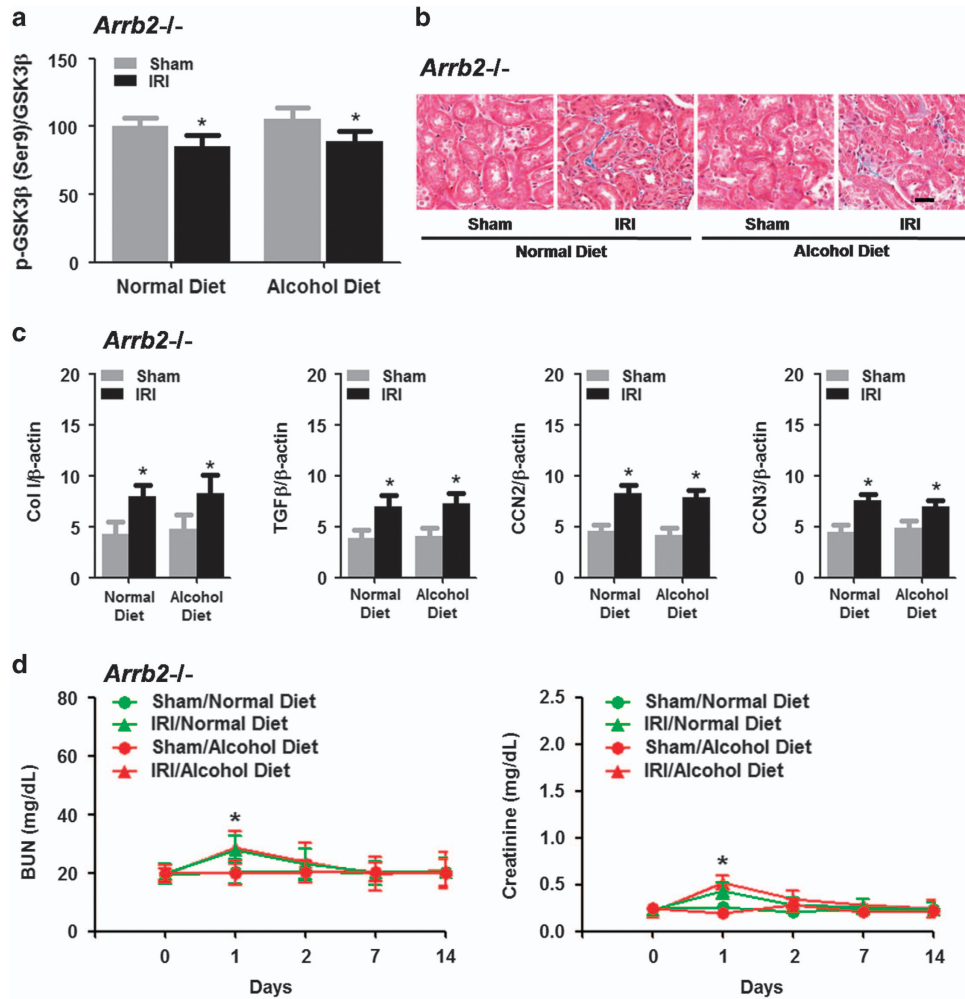 a
Arrb2-/-
p-GSK3β (Ser9)/GSK3β
150
100
50
0
Sham
IRI
*
*
Normal Diet
Alcohol Diet
b
Arrb2-/-
Sham
IRI
Sham
IRI
Normal Diet
Alcohol Diet
c
Arrb2-/-
Col I/β-actin
20
15
10
5
0
Sham
IRI
*
*
Normal
Diet
Alcohol
Diet
TGFβ/β-actin
20
15
10
5
0
Sham
IRI
*
*
Normal
Diet
Alcohol
Diet
CCN2/β-actin
20
15
10
5
0
Sham
IRI
*
*
Normal
Diet
Alcohol
Diet
CCN3/β-actin
20
15
10
5
0
Sham
IRI
*
*
Normal
Diet
Alcohol
Diet
d
Arrb2-/-
BUN (mg/dL)
80
60
40
20
0
Sham/Normal Diet
IRI/Normal Diet
Sham/Alcohol Diet
IRI/Alcohol Diet
*
0 1 2 7 14
Days
Creatinine (mg/dL)
2.5
2.0
1.5
1.0
0.5
0.0
Sham/Normal Diet
IRI/Normal Diet
Sham/Alcohol Diet
IRI/Alcohol Diet
*
0 1 2 7 14
Days